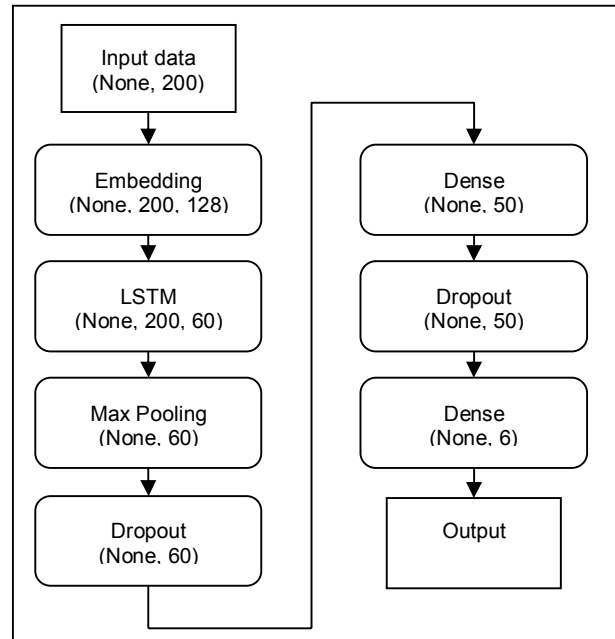 Input data
(None, 200)
Embedding
(None, 200, 128)
LSTM
(None, 200, 60)
Max Pooling
(None, 60)
Dropout
(None, 60)
Dense
(None, 50)
Dropout
(None, 50)
Dense
(None, 6)
Output